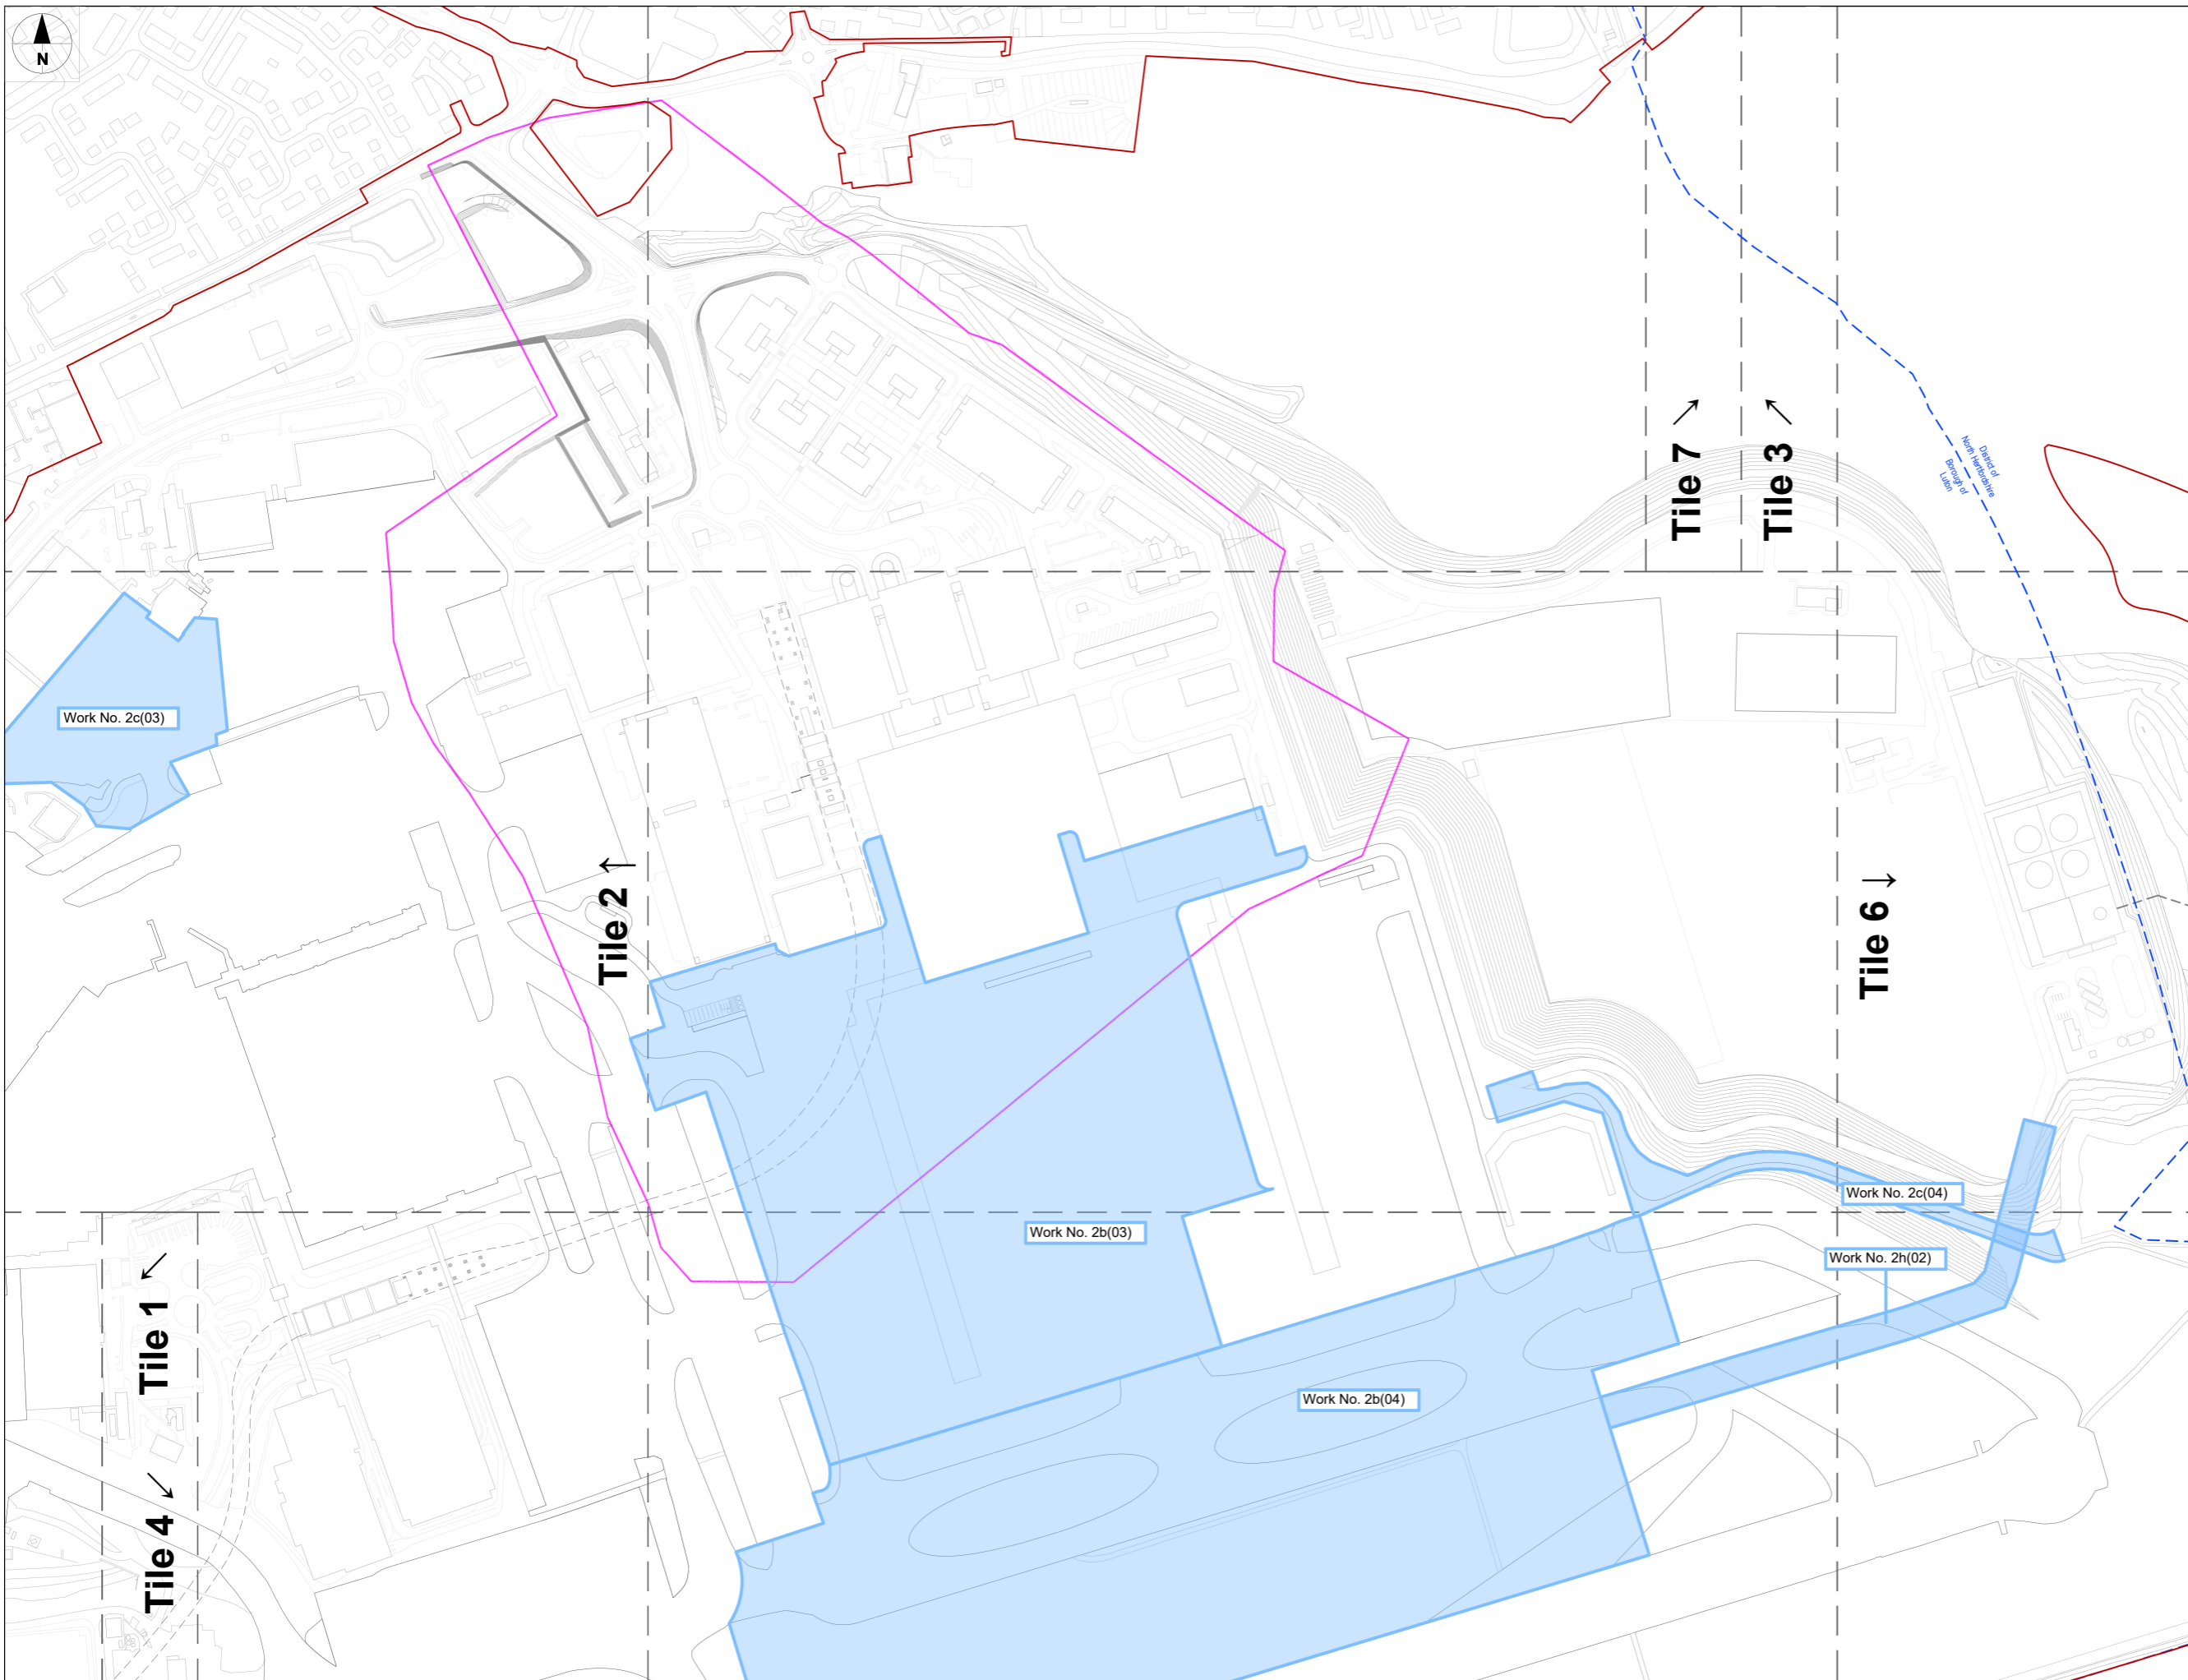 N
Tile 7
Tile 3
District of
North Hertfordshire
Borough of
Luton
Work No. 2c(03)
Tile 2
Tile 6
Work No. 2c(04)
Work No. 2b(03)
Work No. 2h(02)
Tile 1
Work No. 2b(04)
Tile 4